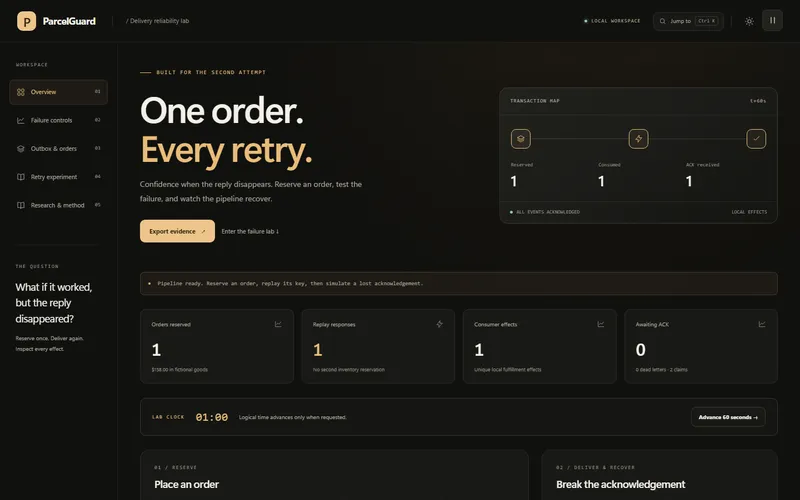 P ParcelGuard / Delivery reliability lab
LOCAL WORKSPACE
Jump to Ctrl K
WORKSPACE
Overview 01
Failure controls 02
Outbox & orders 03
Retry experiment 04
Research & method 05
THE QUESTION
What if it worked,
but the reply
disappeared?
Reserve once. Deliver again.
Inspect every effect.
BUILT FOR THE SECOND ATTEMPT
One order.
Every retry.
Confidence when the reply disappears. Reserve an order, test the
failure, and watch the pipeline recover.
Export evidence ↗
Enter the failure lab ↓
TRANSACTION MAP t+60s
Reserved Consumed ACK received
1 1 1
ALL EVENTS ACKNOWLEDGED LOCAL EFFECTS
Pipeline ready. Reserve an order, replay its key, then simulate a lost acknowledgement.
Orders reserved
1
$138.00 in fictional goods
Replay responses
1
No second inventory reservation
Consumer effects
1
Unique local fulfillment effects
Awaiting ACK
0
0 dead letters · 2 claims
LAB CLOCK 01:00 Logical time advances only when requested.
Advance 60 seconds →
01 / RESERVE
Place an order
02 / DELIVER & RECOVER
Break the acknowledgement